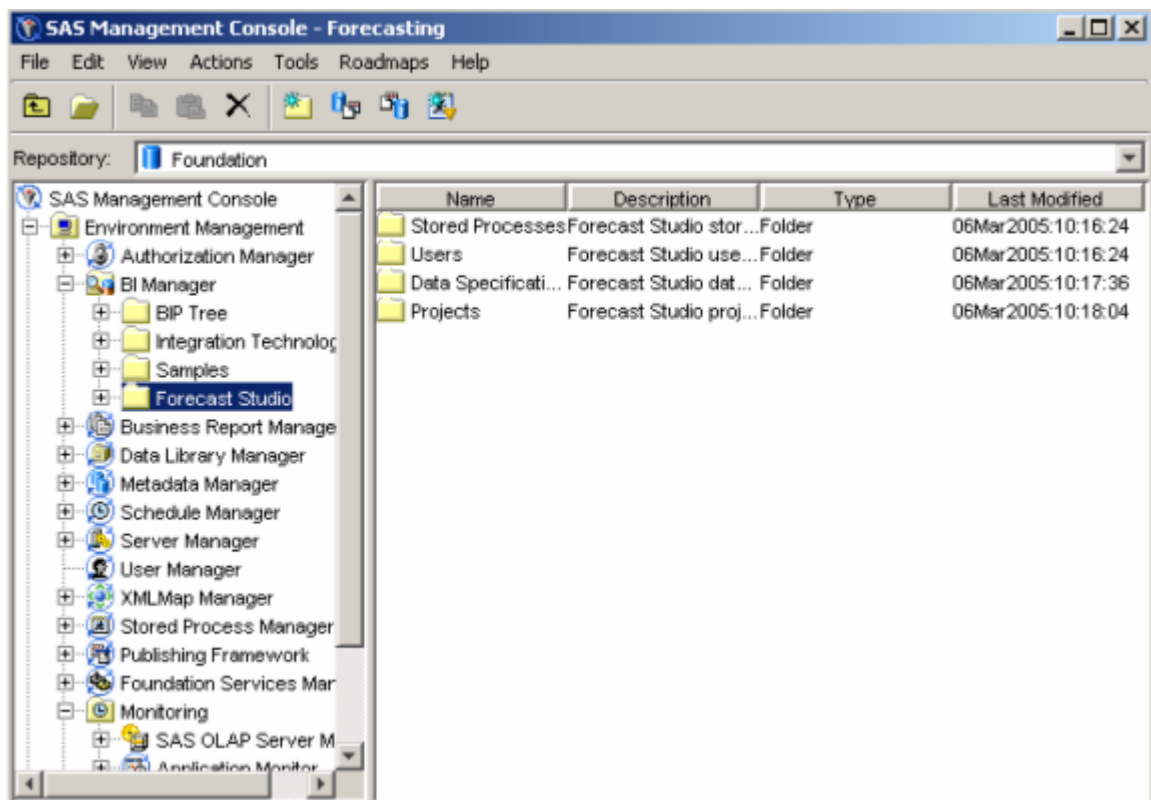 SAS Management Console - Forecasting
File Edit View Actions Tools Roadmaps Help
Repository: Foundation
SAS Management Console
Environment Management
Authorization Manager
BI Manager
BIP Tree
Integration Technolog
Samples
Forecast Studio
Business Report Manage
Data Library Manager
Metadata Manager
Schedule Manager
Server Manager
User Manager
XMLMap Manager
Stored Process Manager
Publishing Framework
Foundation Services Mar
Monitoring
SAS OLAP Server M
Application Monitor
Name Description Type Last Modified
Stored Processes Forecast Studio stor... Folder 06Mar2005:10:16:24
Users Forecast Studio use... Folder 06Mar2005:10:16:24
Data Specificati... Forecast Studio dat... Folder 06Mar2005:10:17:36
Projects Forecast Studio proj... Folder 06Mar2005:10:18:04